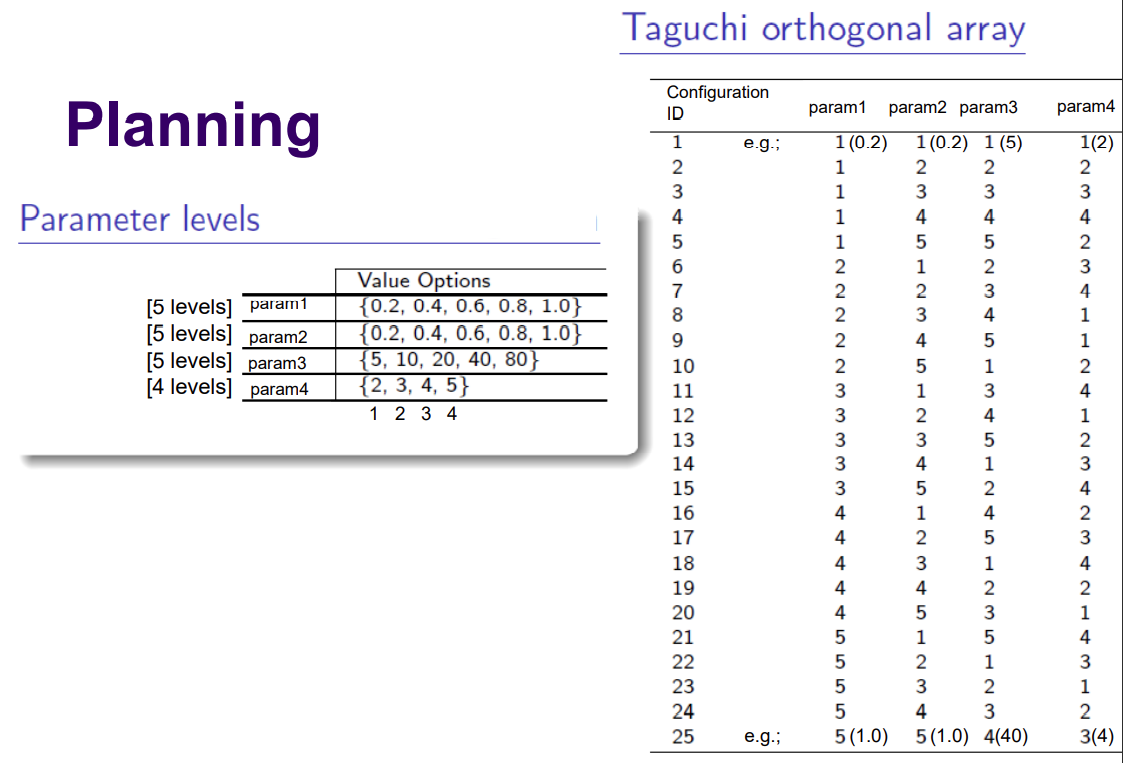 Planning
Parameter levels
Value Options
[5 levels] param1 {0.2, 0.4, 0.6, 0.8, 1.0}
[5 levels] param2 {0.2, 0.4, 0.6, 0.8, 1.0}
[5 levels] param3 {5, 10, 20, 40, 80}
[4 levels] param4 {2, 3, 4, 5}
1 2 3 4
Taguchi orthogonal array
Configuration
ID param1 param2 param3 param4
1 e.g.; 1 (0.2) 1 (0.2) 1 (5) 1(2)
2 1 2 2 2
3 1 3 3 3
4 1 4 4 4
5 1 5 5 2
6 2 1 2 3
7 2 2 3 4
8 2 3 4 1
9 2 4 5 1
10 2 5 1 2
11 3 1 3 4
12 3 2 4 1
13 3 3 5 2
14 3 4 1 3
15 3 5 2 4
16 4 1 4 2
17 4 2 5 3
18 4 3 1 4
19 4 4 2 2
20 4 5 3 1
21 5 1 5 4
22 5 2 1 3
23 5 3 2 1
24 5 4 3 2
25 e.g.; 5 (1.0) 5 (1.0) 4(40) 3(4)